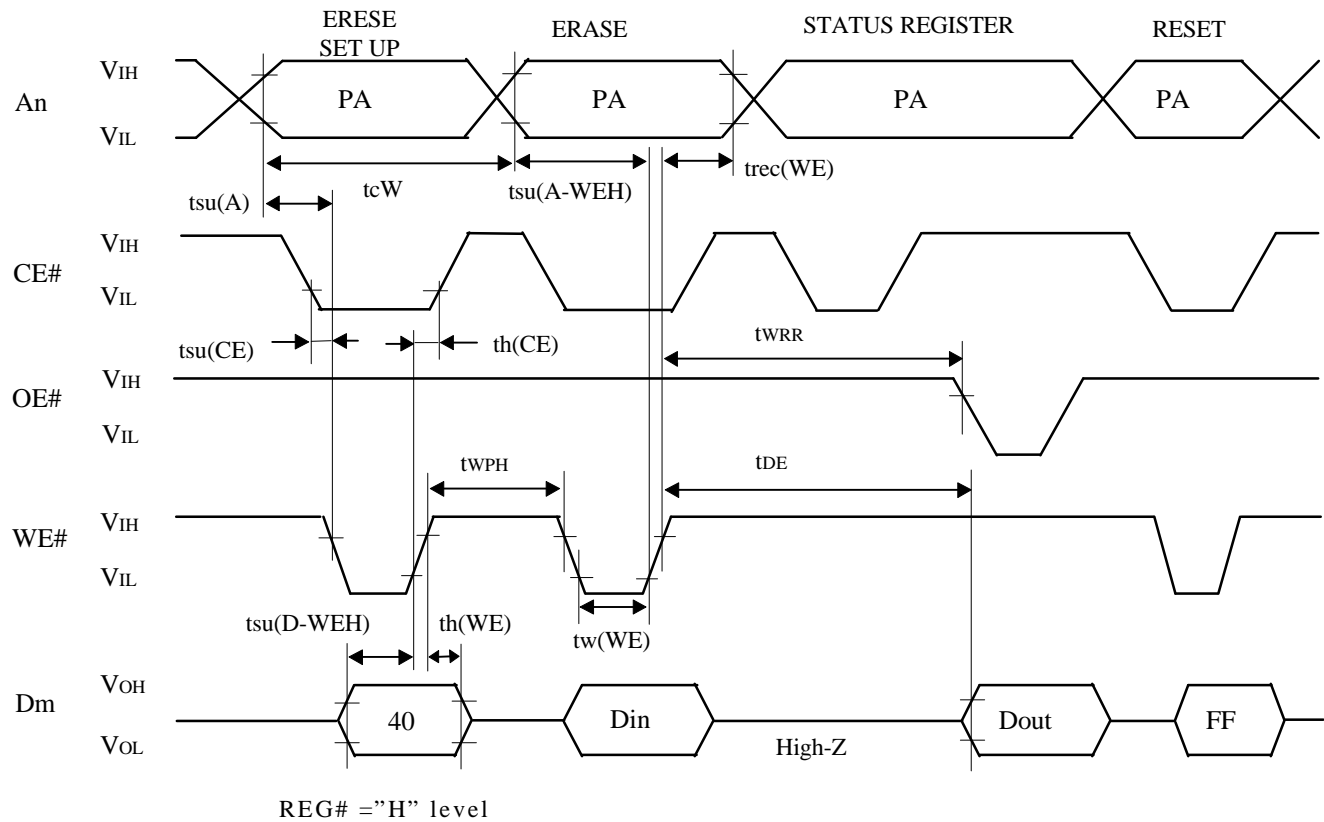 ERESE
SET UP
ERASE
STATUS REGISTER
RESET
An
VIH
VIL
PA
PA
PA
PA
tsu(A)
tcW
tsu(A-WEH)
trec(WE)
CE#
VIH
VIL
tsu(CE)
th(CE)
tWRR
OE#
VIH
VIL
tWPH
tDE
WE#
VIH
VIL
tsu(D-WEH)
th(WE)
tw(WE)
Dm
VOH
VOL
40
Din
High-Z
Dout
FF
REG# =”H” level